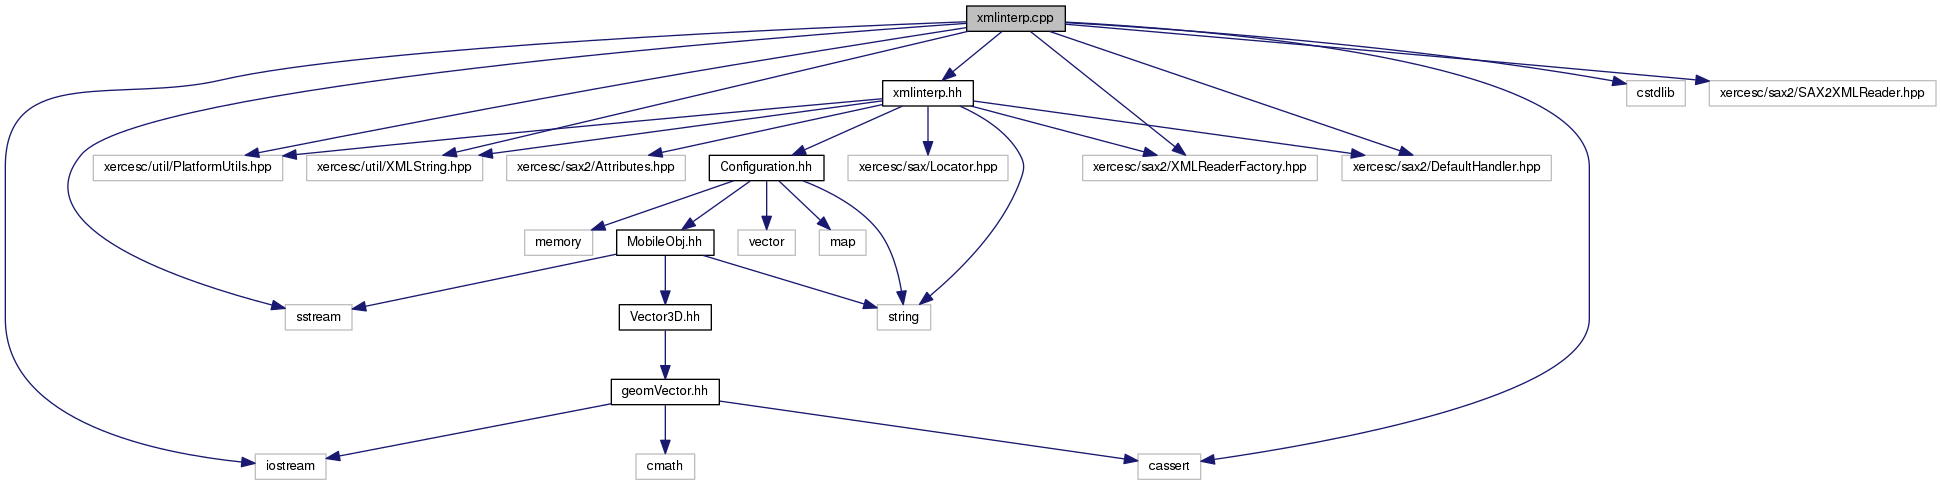 xmlinterp.cpp
xmlinterp.hh
cstdlib
xercesc/sax2/SAX2XMLReader.hpp
xercesc/util/PlatformUtils.hpp
xercesc/util/XMLString.hpp
xercesc/sax2/Attributes.hpp
Configuration.hh
xercesc/sax/Locator.hpp
xercesc/sax2/XMLReaderFactory.hpp
xercesc/sax2/DefaultHandler.hpp
memory
MobileObj.hh
vector
map
sstream
Vector3D.hh
string
geomVector.hh
iostream
cmath
cassert